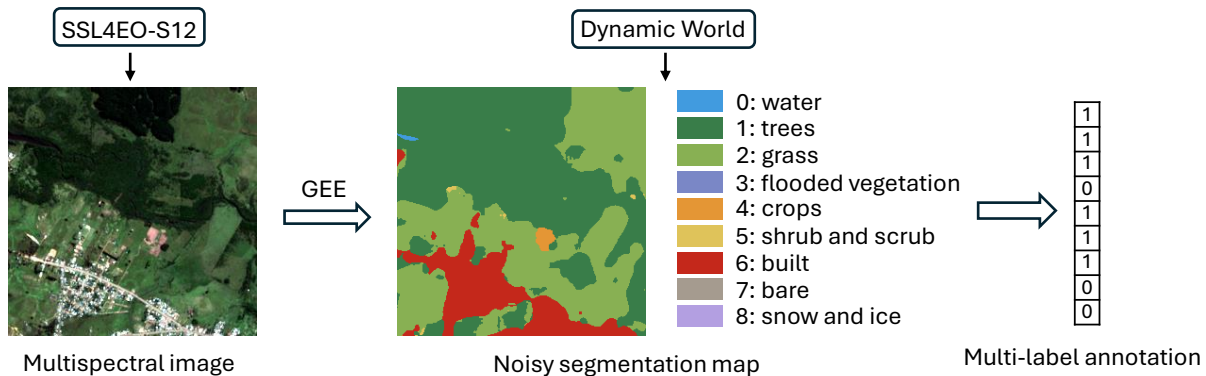 SSL4EO-S12
Dynamic World
GEE
0: water
1: trees
2: grass
3: flooded vegetation
4: crops
5: shrub and scrub
6: built
7: bare
8: snow and ice
1
1
1
0
1
1
1
0
0
Multispectral image
Noisy segmentation map
Multi-label annotation